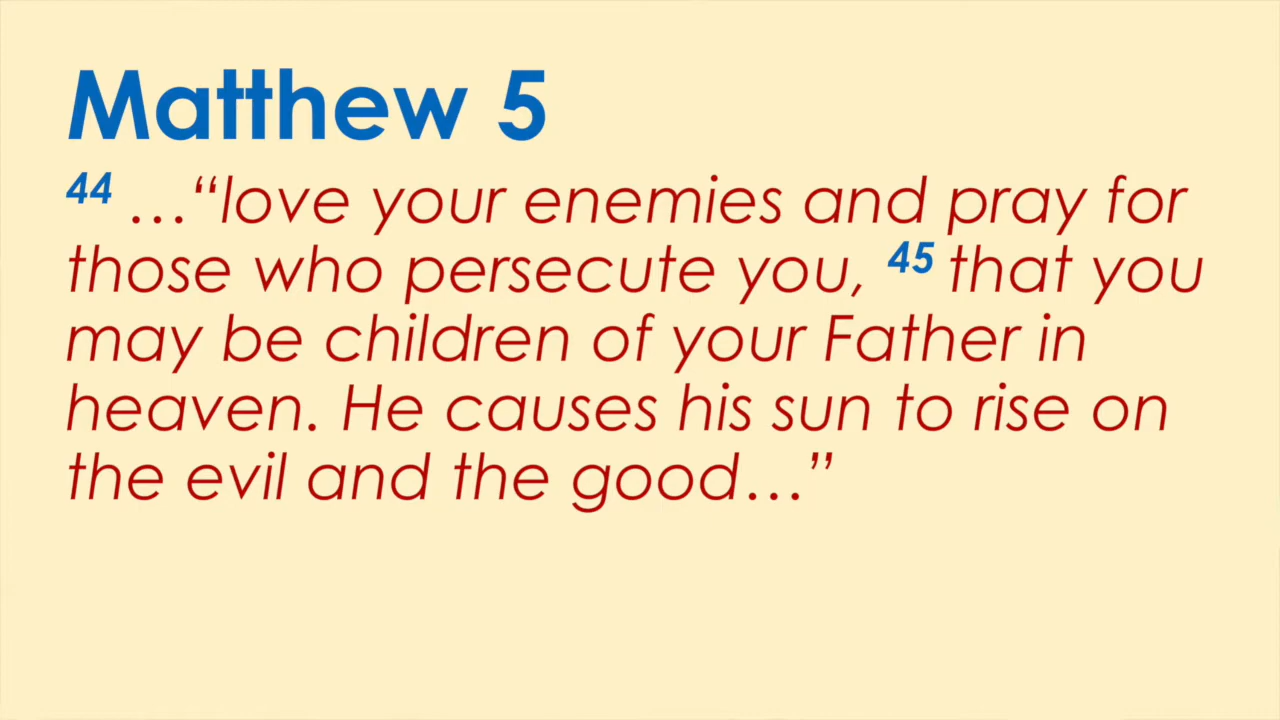 Matthew 5
44 …“love your enemies and pray for
those who persecute you, 45 that you
may be children of your Father in
heaven. He causes his sun to rise on
the evil and the good…”